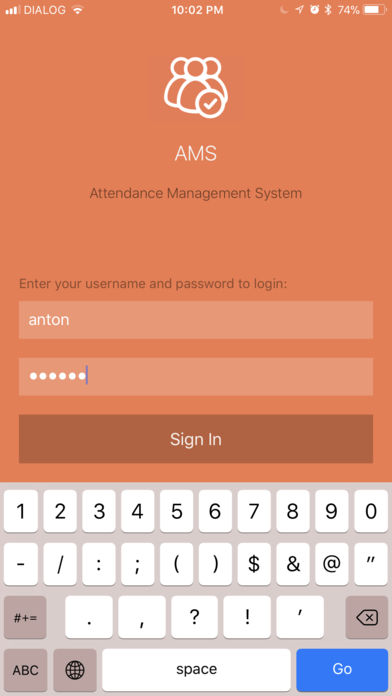 DIALOG 10:02 PM 74%
AMS
Attendance Management System
Enter your username and password to login:
anton
••••••
Sign In
1 2 3 4 5 6 7 8 9 0
- / : ; ( ) $ & @ "
#+= . , ? ! '
ABC space Go